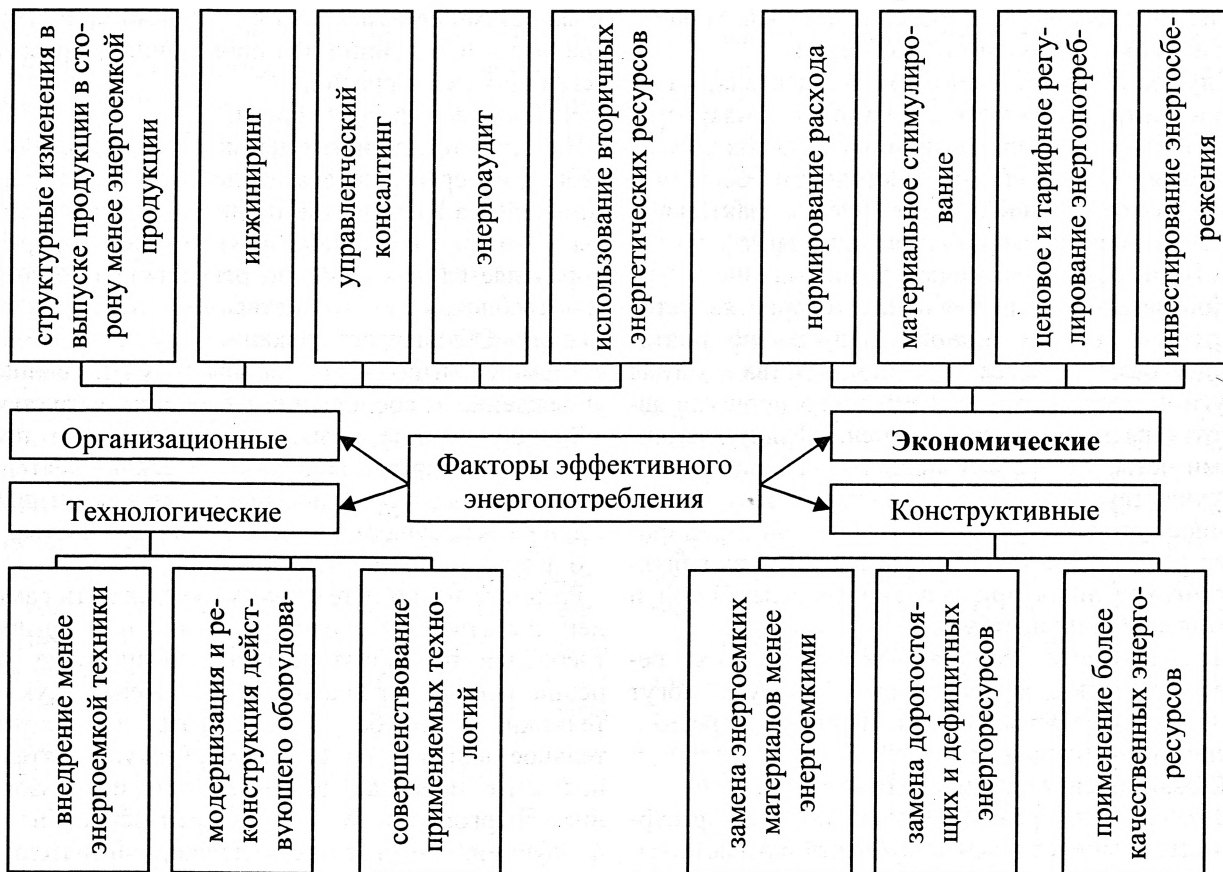 структурные изменения в
выпуске продукции в сто-
рону менее энергоемкой
продукции
инжиниринг
управленческий
консалтинг
энергоаудит
использование вторичных
энергетических ресурсов
нормирование расхода
материальное стимулиро-
вание
ценовое и тарифное регу-
лирование энергопотреб-
инвестирование энергосбе-
режения
Организационные
Экономические
Факторы эффективного
энергопотребления
Технологические
Конструктивные
внедрение менее
энергоемкой техники
модернизация и ре-
конструкция дейст-
вующего оборудова-
совершенствование
применяемых техно-
логий
замена энергоемких
материалов менее
энергоемкими
замена дорогостоя-
щих и дефицитных
энергоресурсов
применение более
качественных энерго-
ресурсов